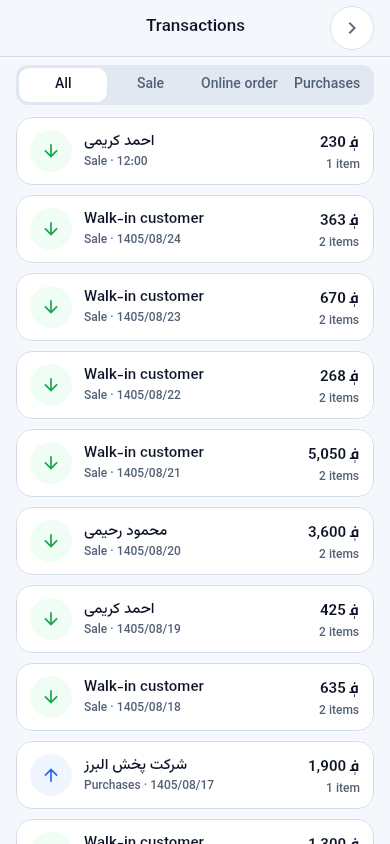 Transactions
All Sale Online order Purchases
احمد کریمی
230 ؋
Sale · 12:00
1 item
Walk-in customer
363 ؋
Sale · 1405/08/24
2 items
Walk-in customer
670 ؋
Sale · 1405/08/23
2 items
Walk-in customer
268 ؋
Sale · 1405/08/22
2 items
Walk-in customer
5,050 ؋
Sale · 1405/08/21
2 items
محمود رحیمی
3,600 ؋
Sale · 1405/08/20
2 items
احمد کریمی
425 ؋
Sale · 1405/08/19
2 items
Walk-in customer
635 ؋
Sale · 1405/08/18
2 items
شرکت پخش البرز
1,900 ؋
Purchases · 1405/08/17
1 item
Walk-in customer
1,300 ؋